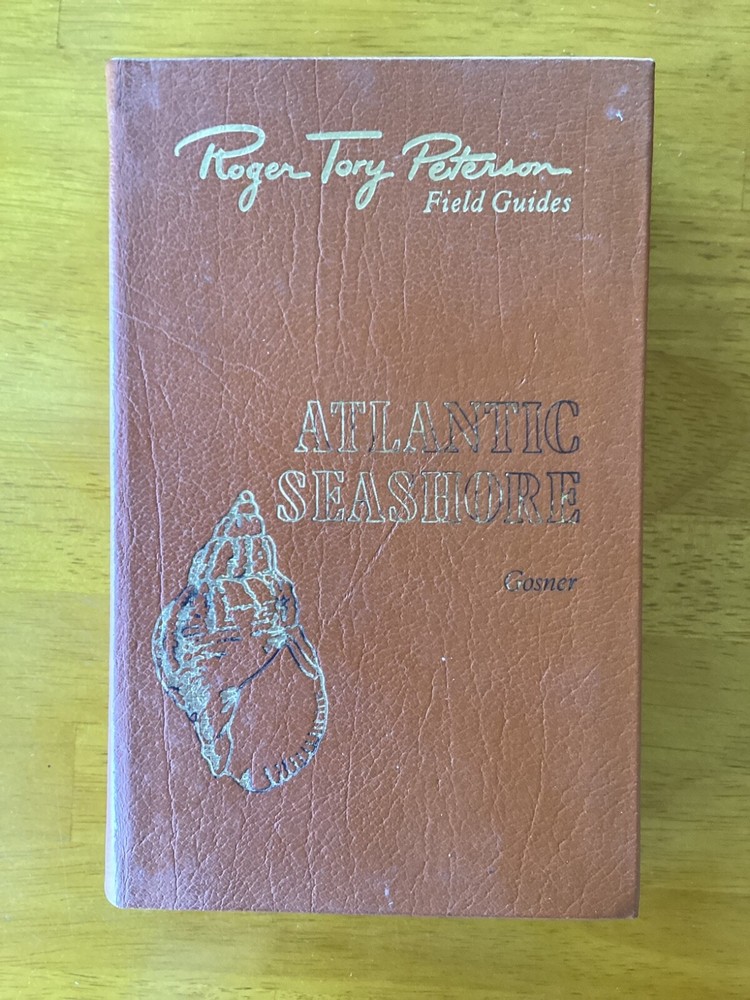 Roger Tory Peterson
Field Guides
ATLANTIC
SEASHORE
Gosner